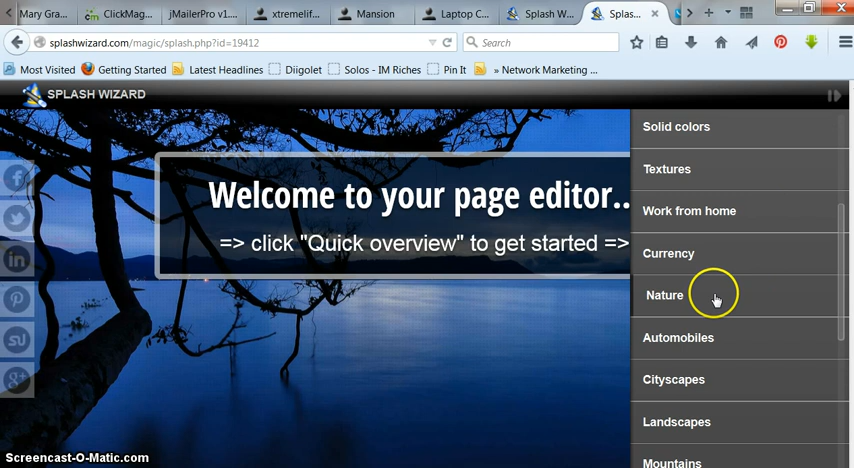 Mary Gra...
ClickMag...
jMailerPro v1....
xtremelif...
Mansion
Laptop C...
Splash W...
Splas...
splashwizard.com/magic/splash.php?id=19412
Search
Most Visited
Getting Started
Latest Headlines
Diigolet
Solos - IM Riches
Pin It
» Network Marketing ...
SPLASH WIZARD
Welcome to your page editor..
=> click "Quick overview" to get started =>
Solid colors
Textures
Work from home
Currency
Nature
Automobiles
Cityscapes
Landscapes
Mountains
Screencast-O-Matic.com